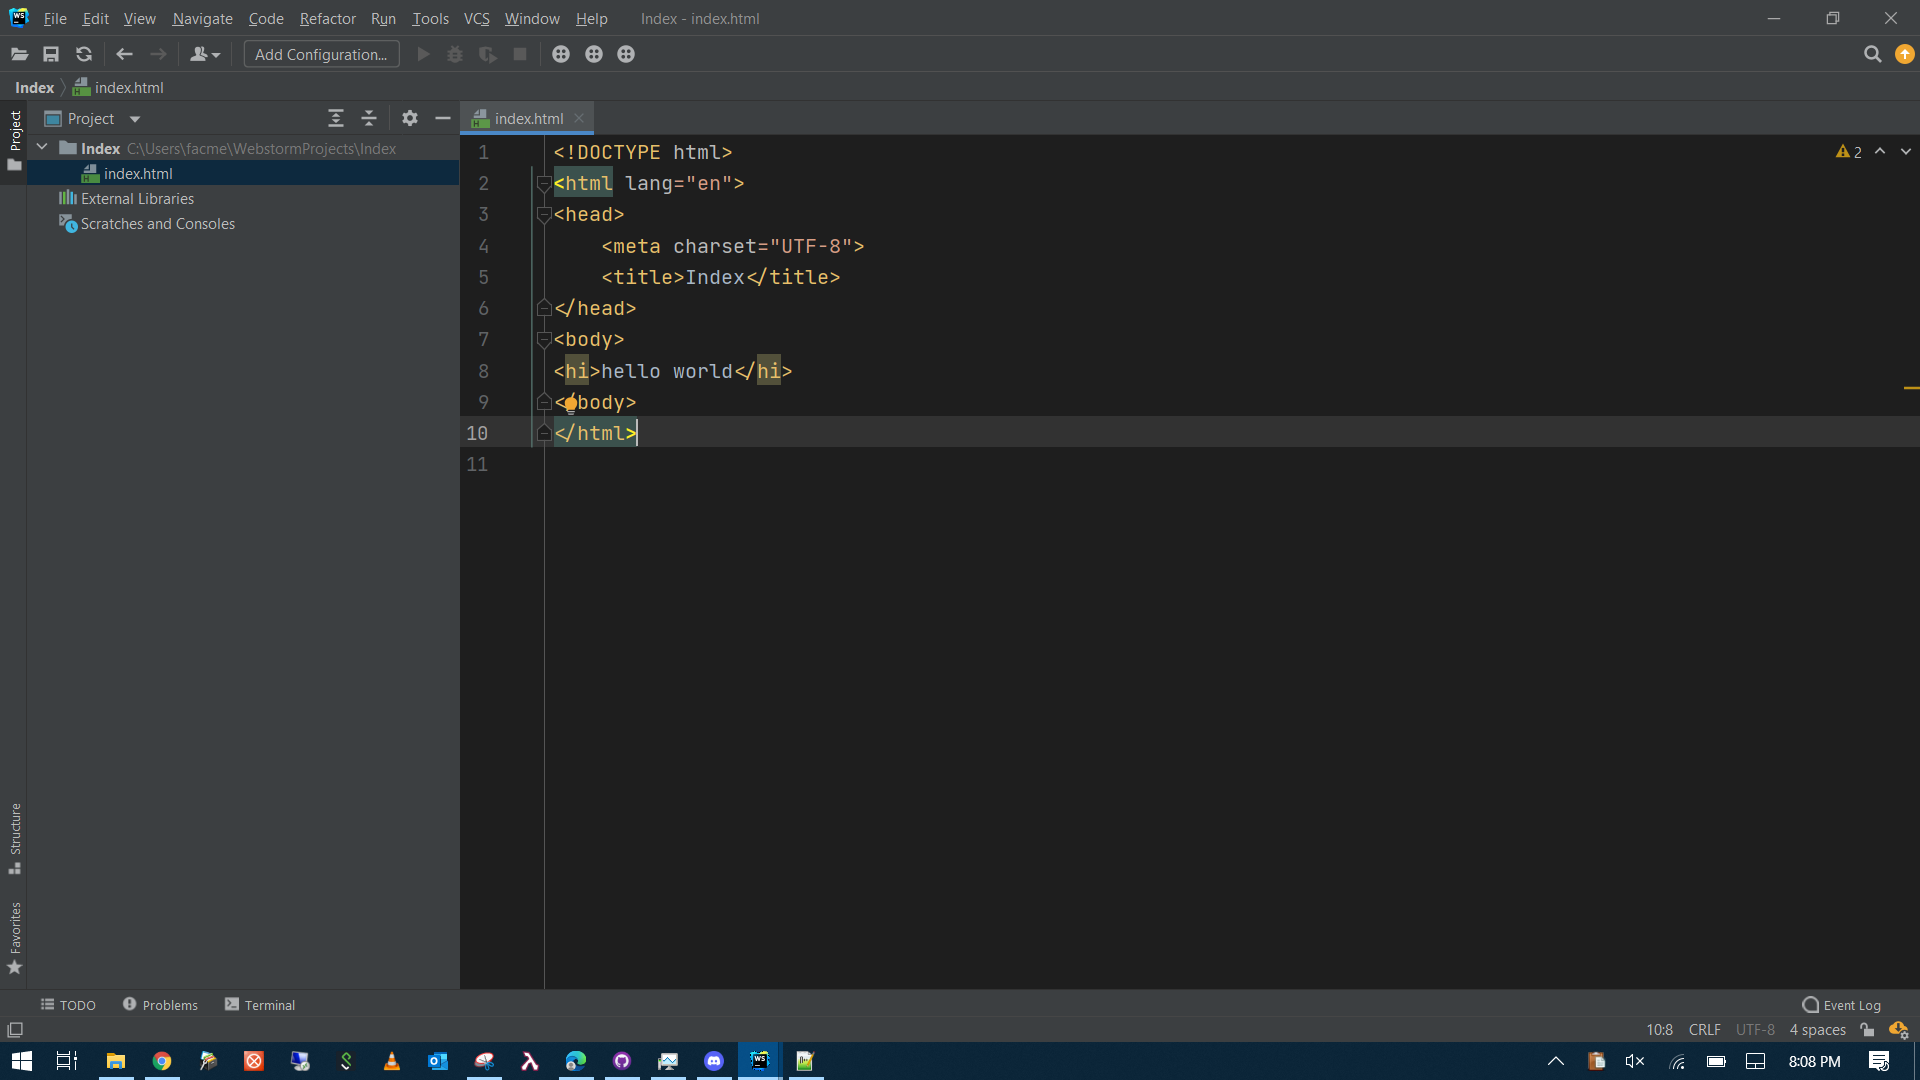 File Edit View Navigate Code Refactor Run Tools VCS Window Help Index - index.html
Add Configuration...
Index index.html
Project
Project
index.html
Index C:\Users\facme\WebstormProjects\Index
index.html
External Libraries
Scratches and Consoles
1 <!DOCTYPE html>
2 <html lang="en">
3 <head>
4 <meta charset="UTF-8">
5 <title>Index</title>
6 </head>
7 <body>
8 <hi>hello world</hi>
9 <body>
10 </html>
11
2
Structure
Favorites
TODO Problems Terminal
Event Log
10:8 CRLF UTF-8 4 spaces
8:08 PM